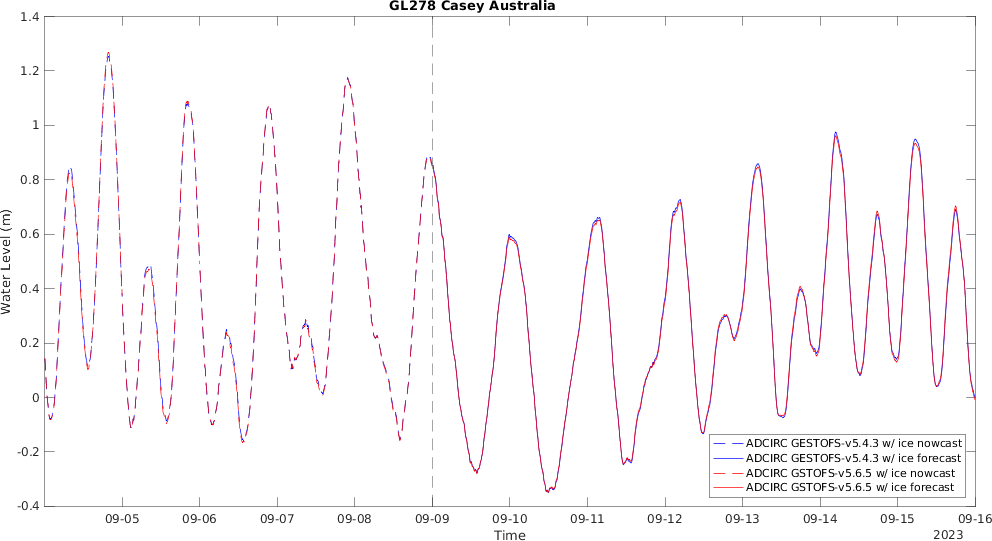 GL278 Casey Australia
1.4
1.2
1
0.8
0.6
0.4
0.2
0
-0.2
-0.4
Water Level (m)
ADCIRC GESTOFS-v5.4.3 w/ ice nowcast
ADCIRC GESTOFS-v5.4.3 w/ ice forecast
ADCIRC GSTOFS-v5.6.5 w/ ice nowcast
ADCIRC GSTOFS-v5.6.5 w/ ice forecast
09-05 09-06 09-07 09-08 09-09 09-10 09-11 09-12 09-13 09-14 09-15 09-16
Time
2023